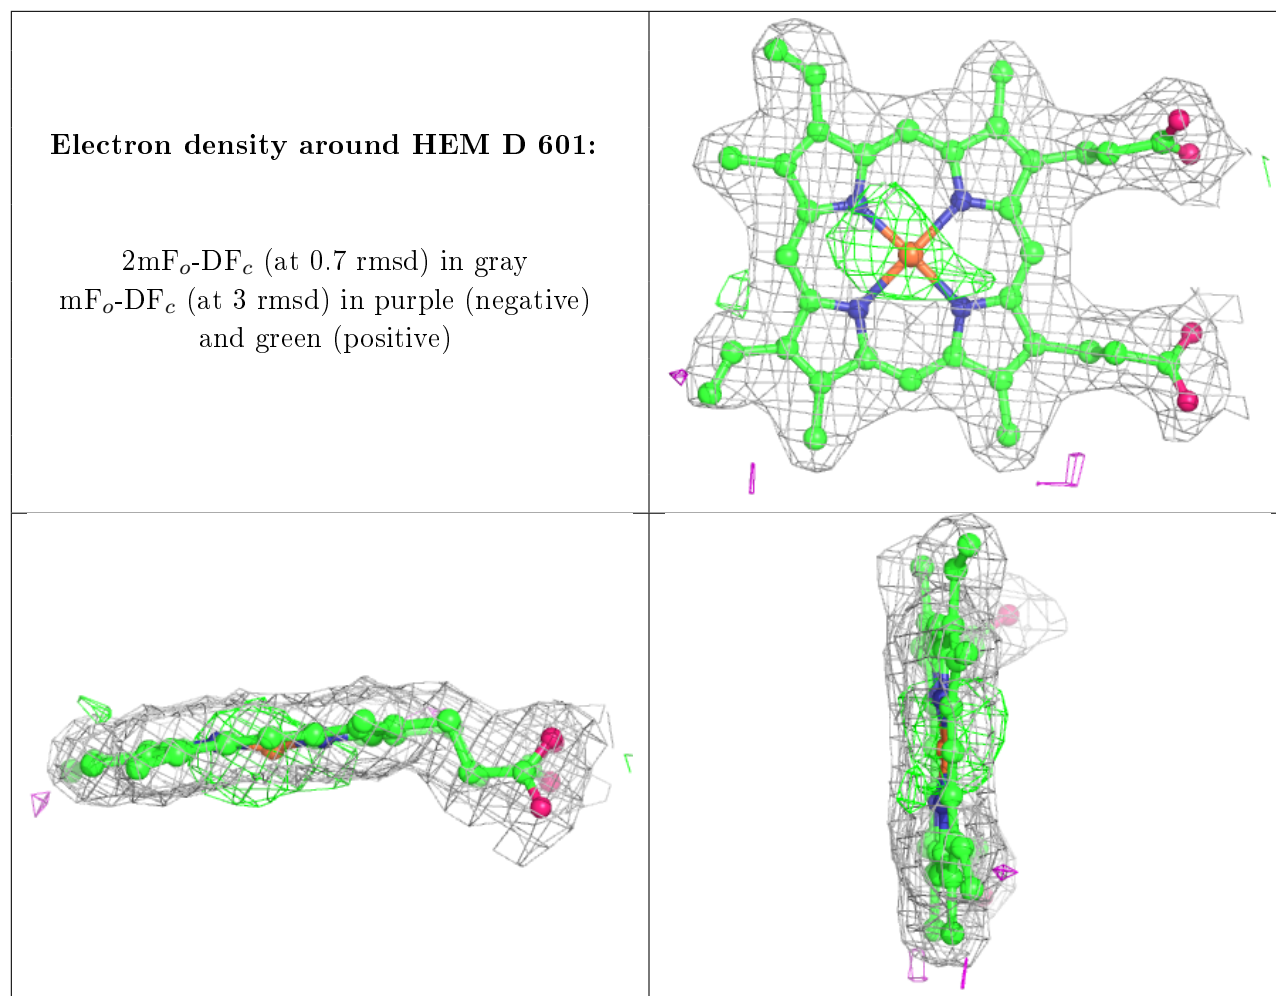 Electron density around HEM D 601:
2mFo-DFc (at 0.7 rmsd) in gray
mFo-DFc (at 3 rmsd) in purple (negative)
and green (positive)